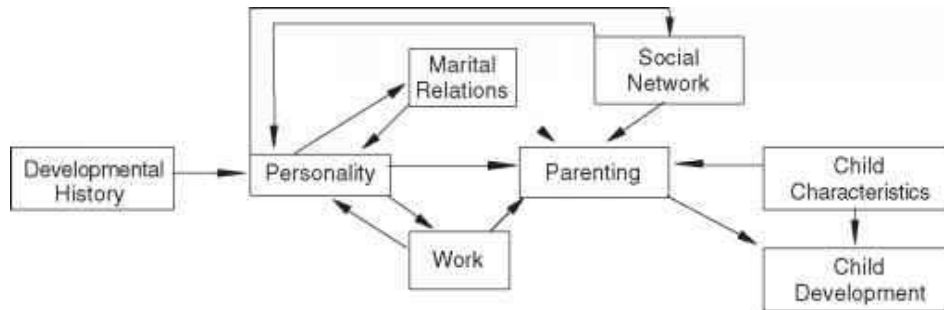 Social
Network
Marital
Relations
Developmental
History
Personality
Parenting
Child
Characteristics
Work
Child
Development